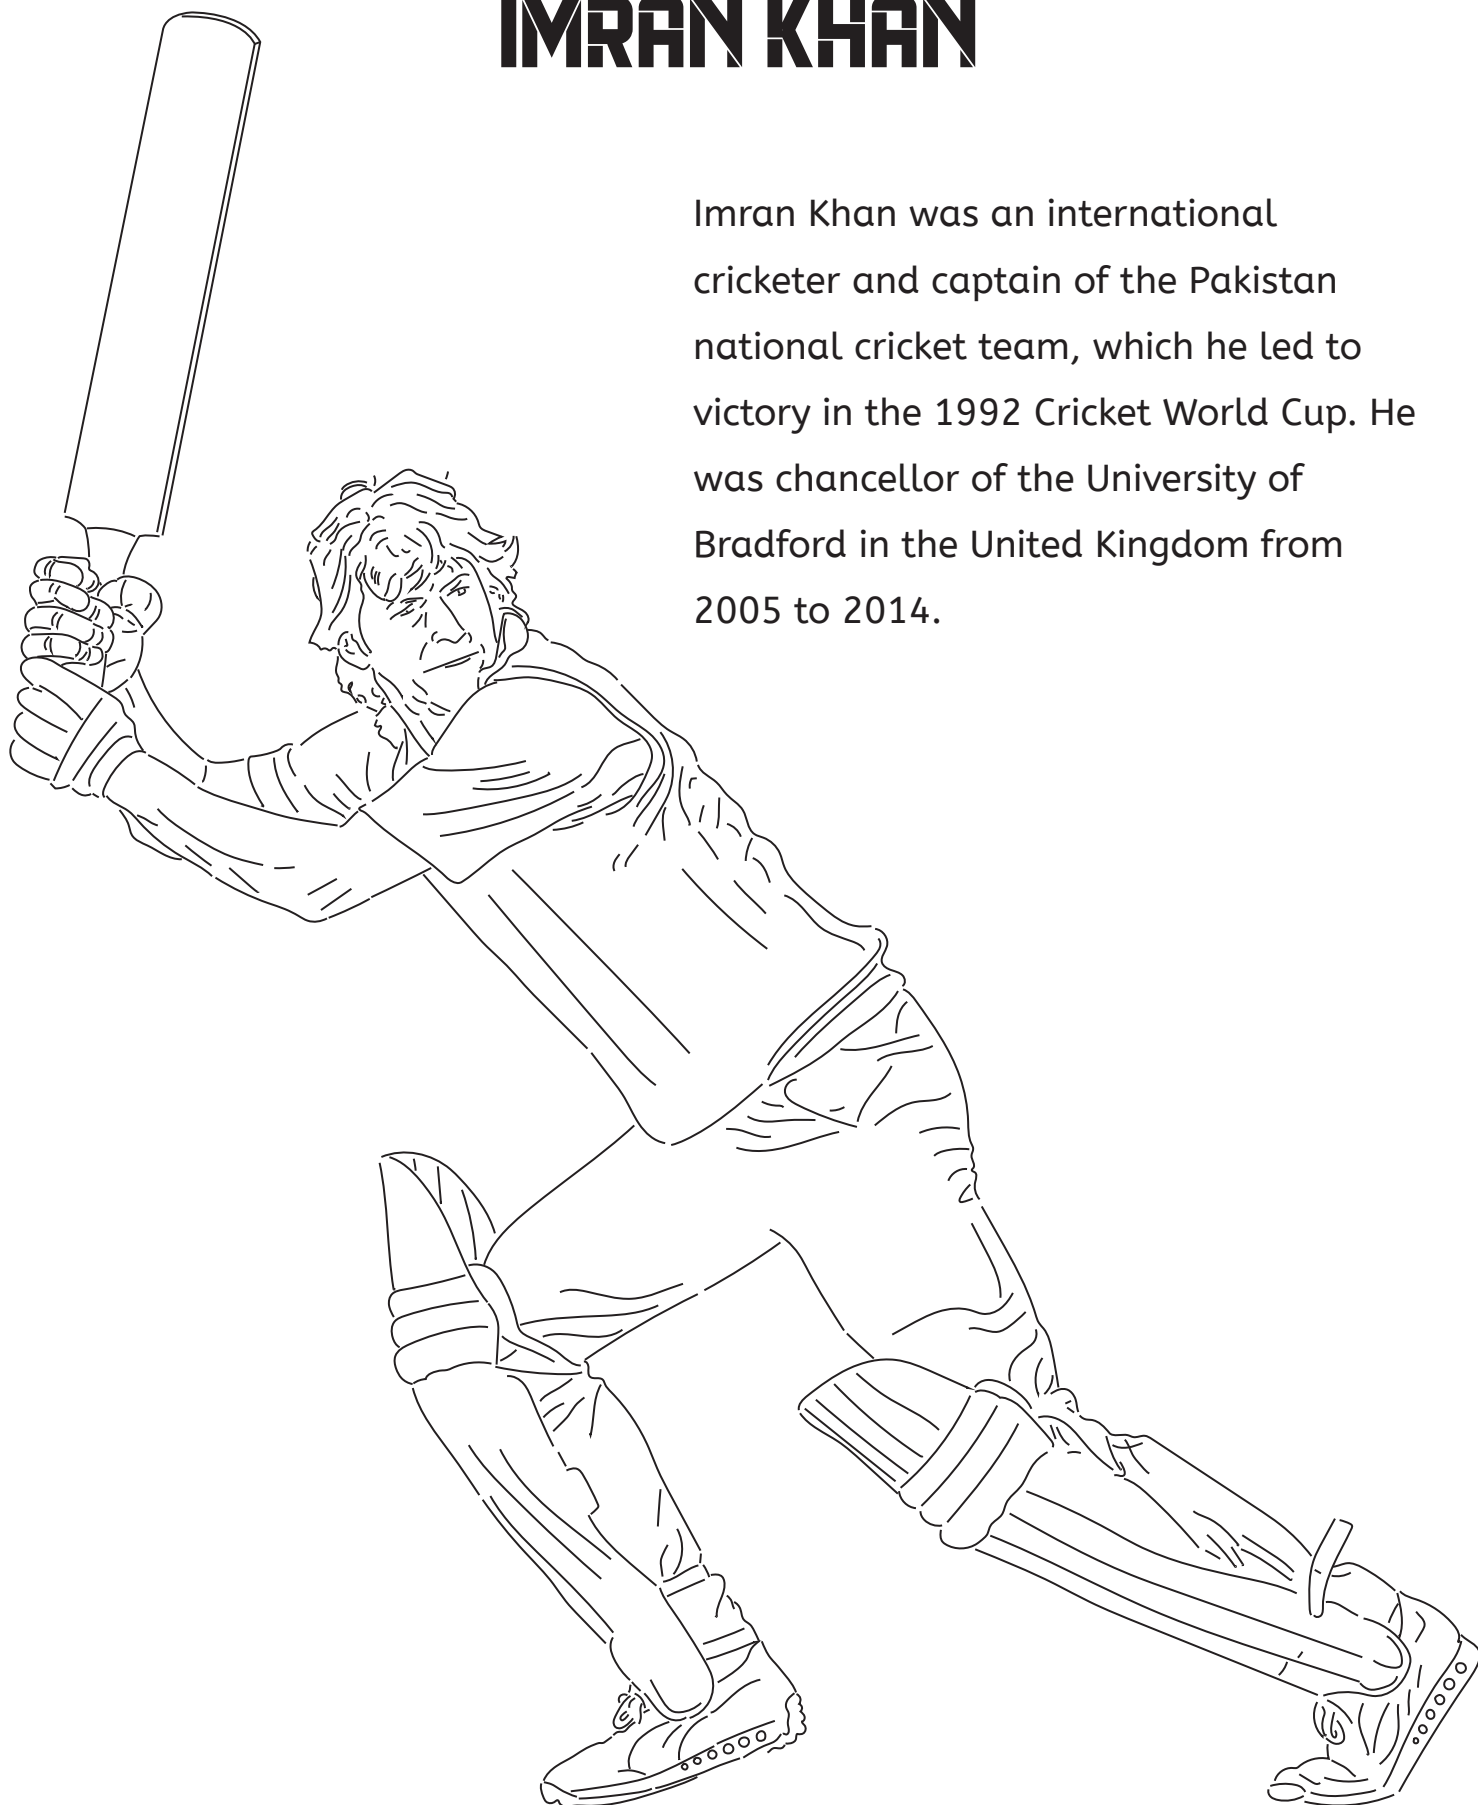 IMRAN KHAN
Imran Khan was an international
cricketer and captain of the Pakistan
national cricket team, which he led to
victory in the 1992 Cricket World Cup. He
was chancellor of the University of
Bradford in the United Kingdom from
2005 to 2014.